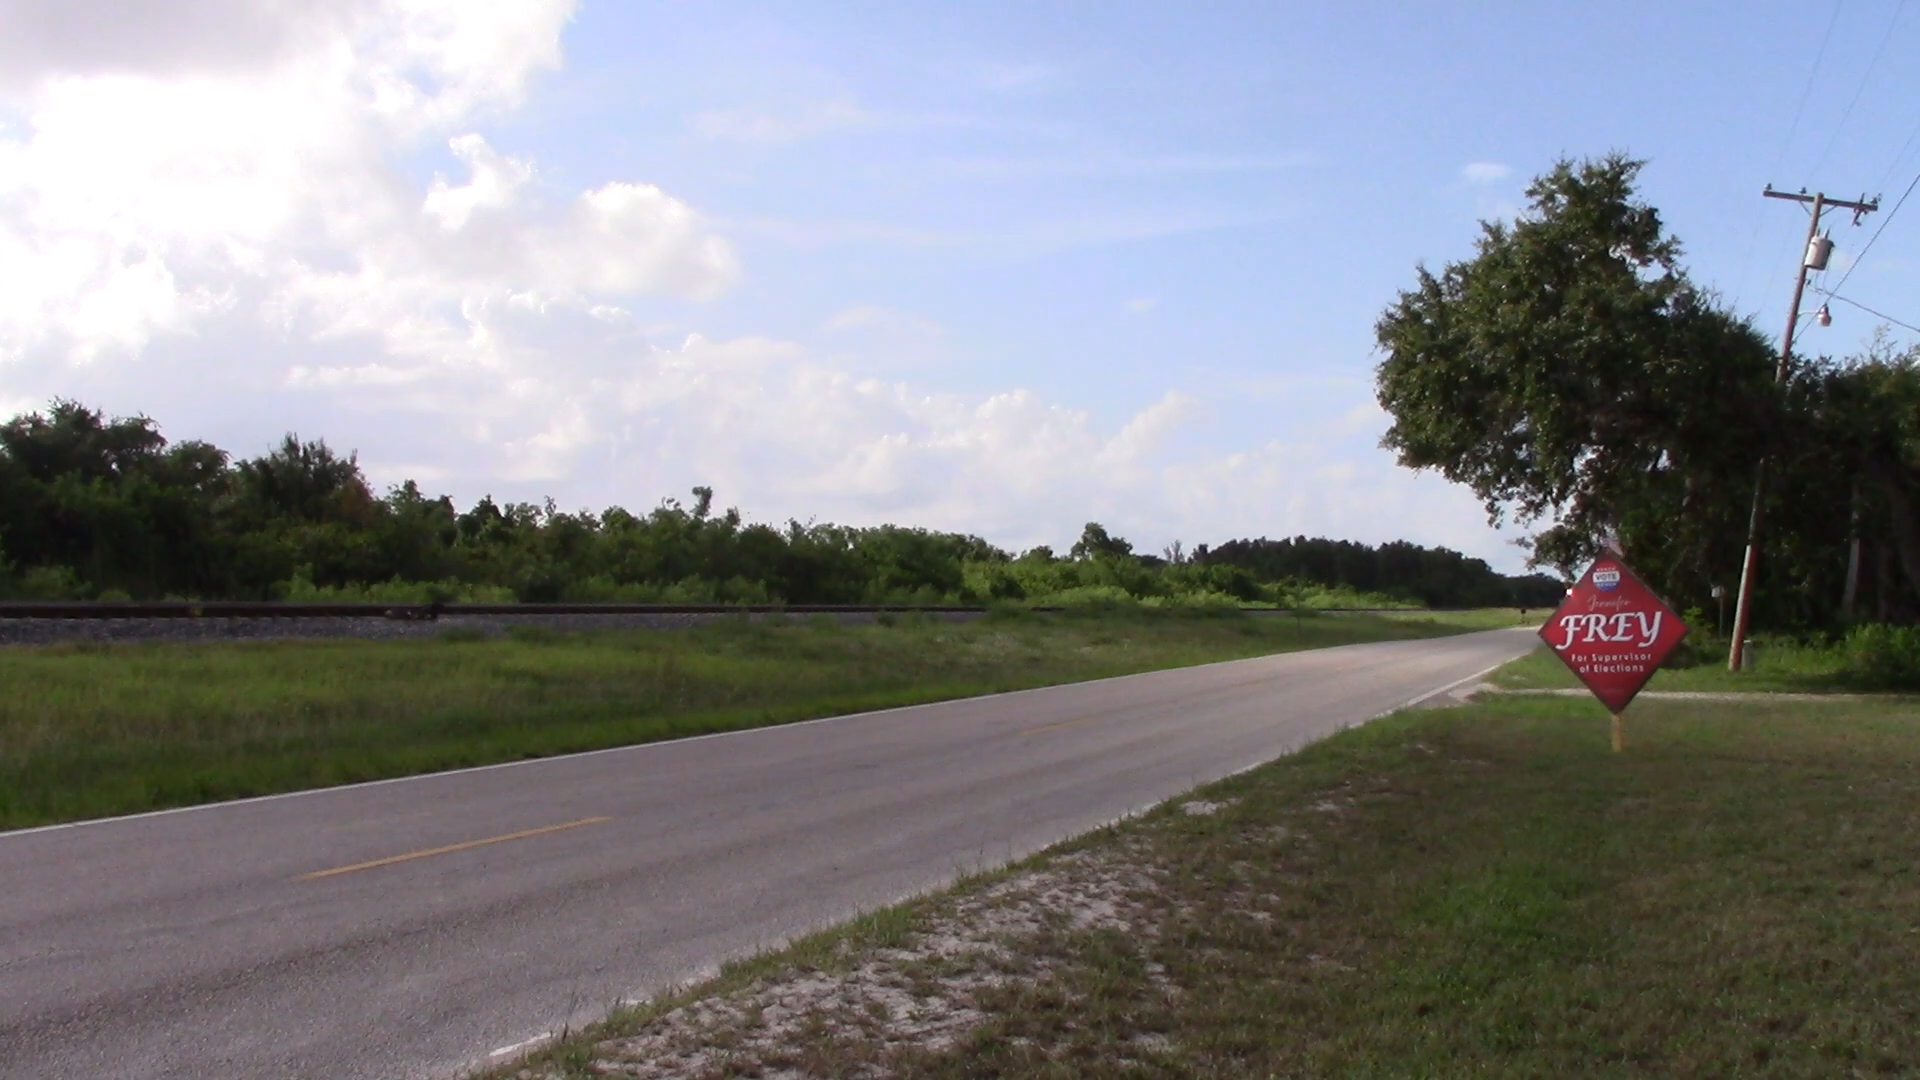 VOTE
Jennifer
FREY
For Supervisor
of Elections